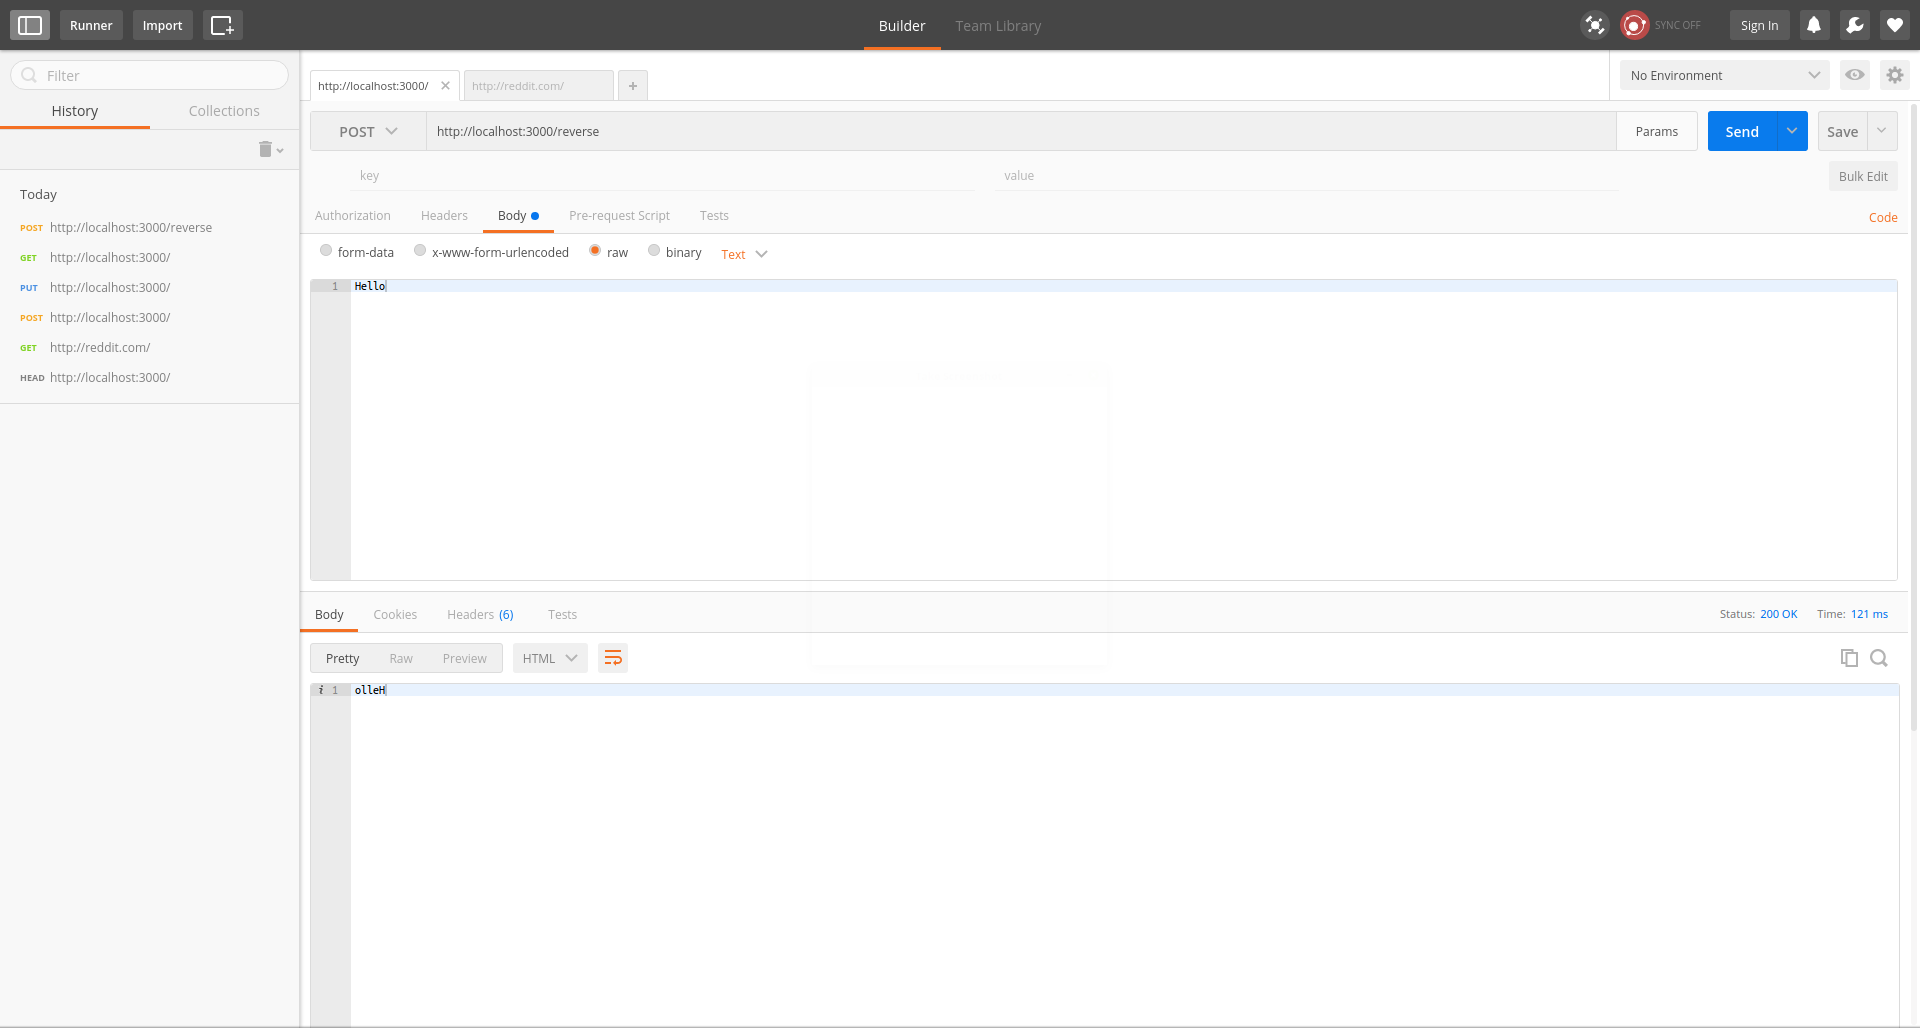 Runner Import Builder Team Library SYNC OFF Sign In
Filter
History Collections
Today
POST http://localhost:3000/reverse
GET http://localhost:3000/
PUT http://localhost:3000/
POST http://localhost:3000/
GET http://reddit.com/
HEAD http://localhost:3000/
http://localhost:3000/ http://reddit.com/ + No Environment
POST http://localhost:3000/reverse Params Send Save
key value Bulk Edit
Authorization Headers Body Pre-request Script Tests Code
form-data x-www-form-urlencoded raw binary Text
1 Hello
Body Cookies Headers (6) Tests Status: 200 OK Time: 121 ms
Pretty Raw Preview HTML
i 1 olleH